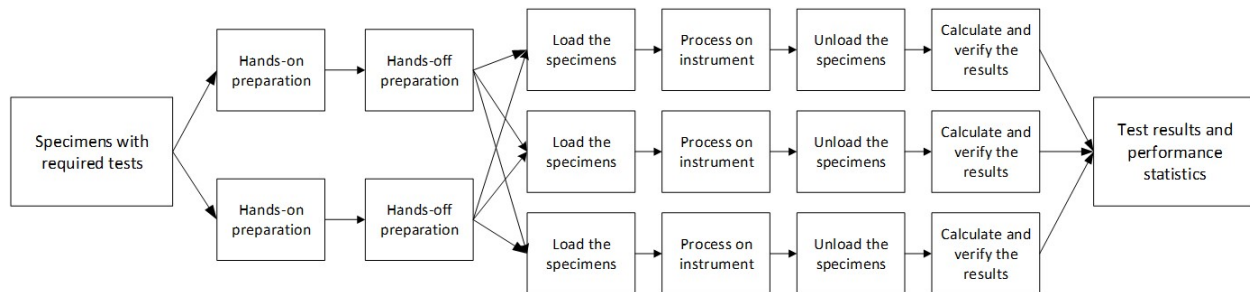 Specimens with
required tests
Hands-on
preparation
Hands-off
preparation
Hands-on
preparation
Hands-off
preparation
Load the
specimens
Process on
instrument
Unload the
specimens
Calculate and
verify the
results
Load the
specimens
Process on
instrument
Unload the
specimens
Calculate and
verify the
results
Load the
specimens
Process on
instrument
Unload the
specimens
Calculate and
verify the
results
Test results and
performance
statistics